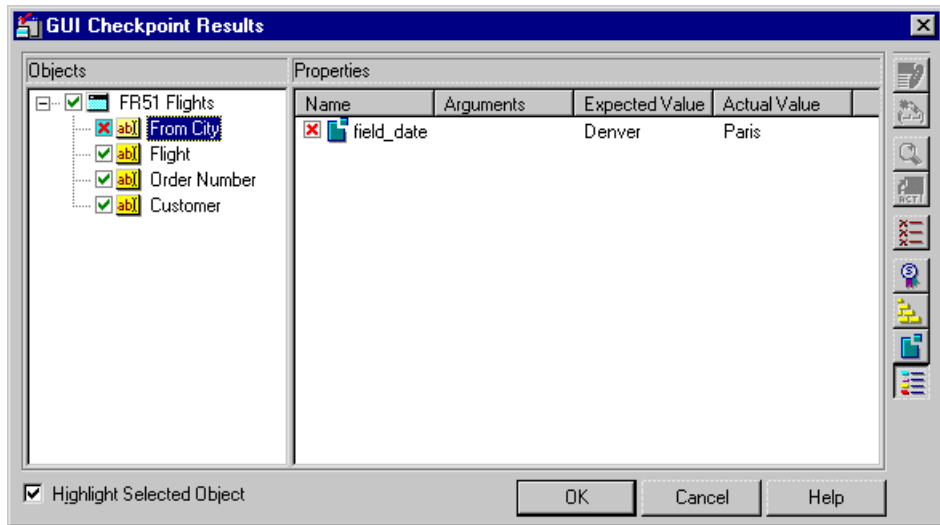 GUI Checkpoint Results
Objects
Properties
FR51 Flights
From City
Flight
Order Number
Customer
Name Arguments Expected Value Actual Value
field_date Denver Paris
Highlight Selected Object
OK Cancel Help